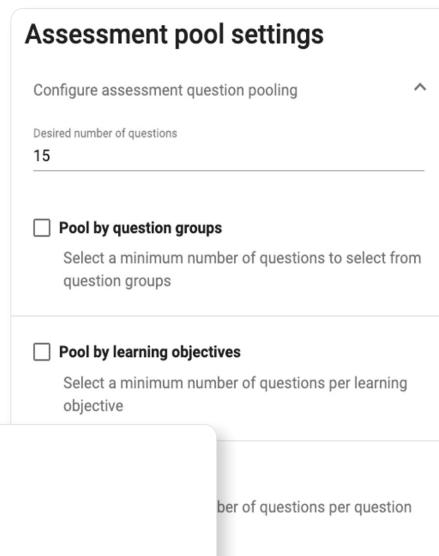 Assessment pool settings
Configure assessment question pooling
Desired number of questions
15
Pool by question groups
Select a minimum number of questions to select from
question groups
Pool by learning objectives
Select a minimum number of questions per learning
objective
of questions per question